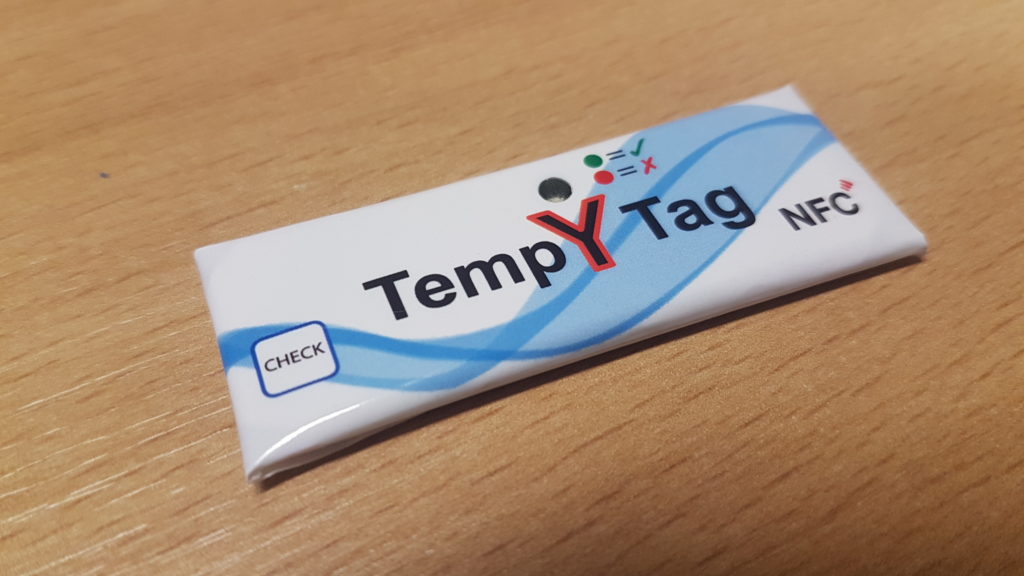 = ✓
= ✗
TempY Tag
NFC
CHECK